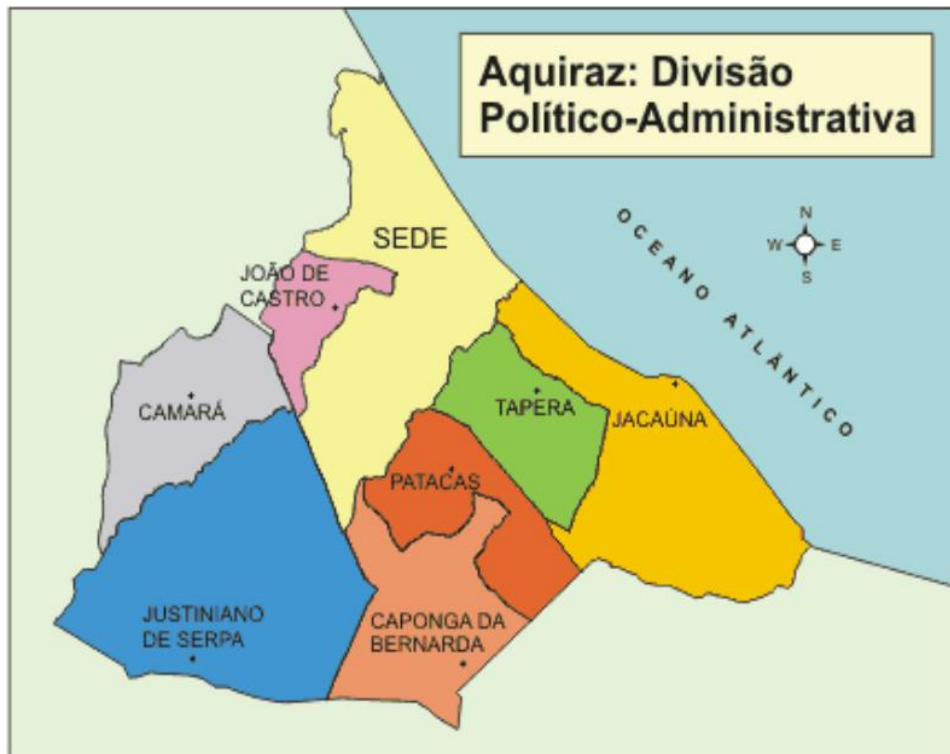 Aquiraz: Divisão
Político-Administrativa
N
W E
S
OCEANO ATLÂNTICO
SEDE
JOÃO DE
CASTRO
CAMARÁ
TAPERA
JACAÚNA
PATACAS
JUSTINIANO
DE SERPA
CAPONGA DA
BERNARDA